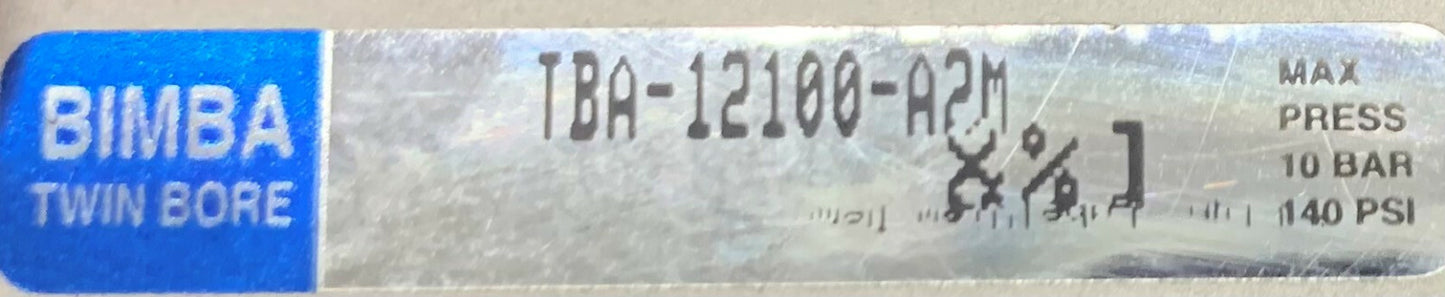 BIMBA
TWIN BORE
TBA-12100-A2M
%]
MAX
PRESS
10 BAR
140 PSI